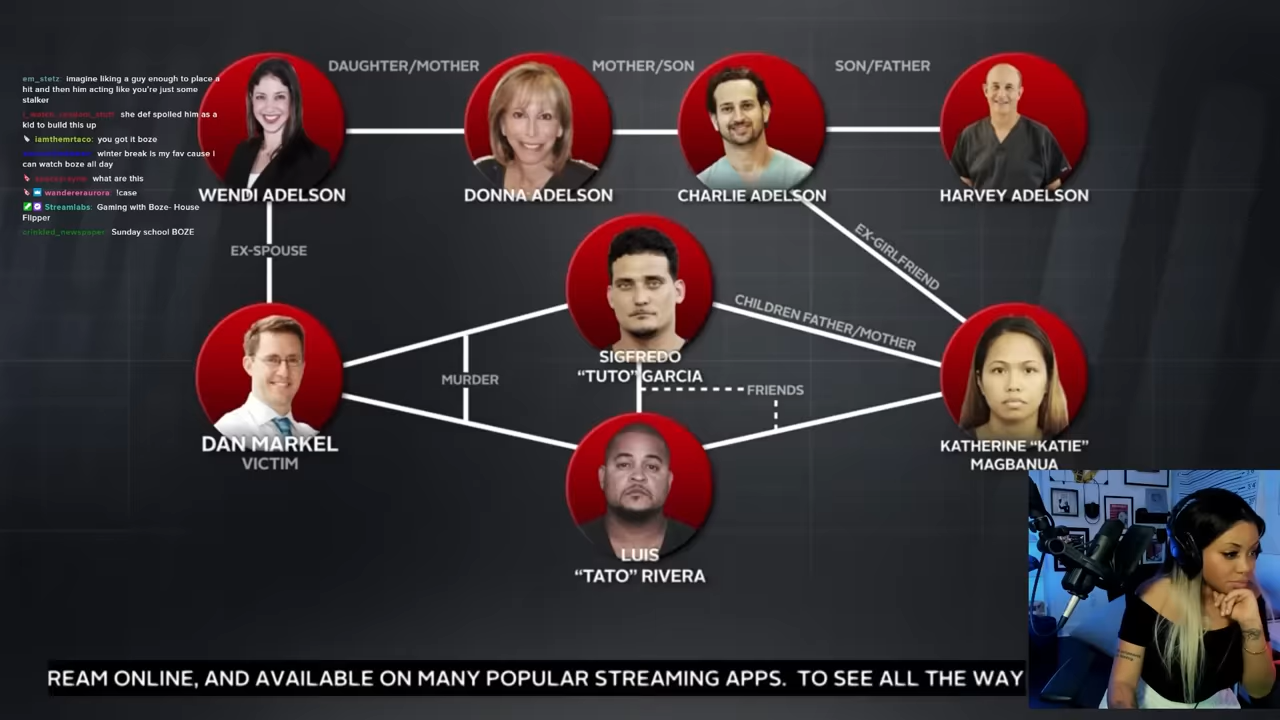 em_stetz: imagine liking a guy enough to place a
hit and then him acting like you're just some
stalker
she def spoiled him as a
kid to build this up
iamthemrtaco: you got it boze
winter break is my fav cause i
can watch boze all day
what are this
wandereraurora: !case
Streamlabs: Gaming with Boze- House
Flipper
crinkled_newspaper: Sunday school BOZE
DAUGHTER/MOTHER
MOTHER/SON
SON/FATHER
WENDI ADELSON
DONNA ADELSON
CHARLIE ADELSON
HARVEY ADELSON
EX-SPOUSE
EX-GIRLFRIEND
CHILDREN FATHER/MOTHER
SIGFREDO
"TUTO" GARCIA
MURDER
FRIENDS
DAN MARKEL
VICTIM
KATHERINE "KATIE"
MAGBANUA
LUIS
"TATO" RIVERA
REAM ONLINE, AND AVAILABLE ON MANY POPULAR STREAMING APPS. TO SEE ALL THE WAY